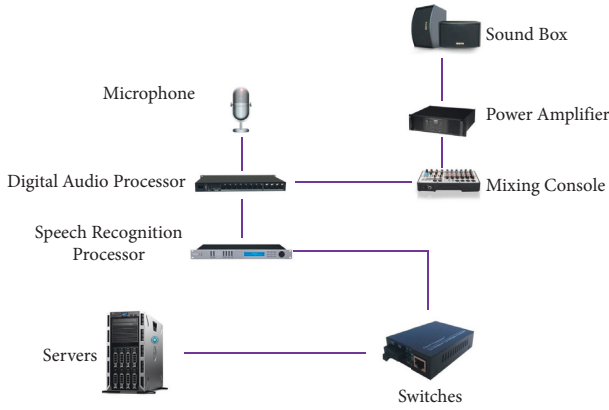 Sound Box
Microphone
Power Amplifier
Digital Audio Processor
Mixing Console
Speech Recognition
Processor
Servers
Switches